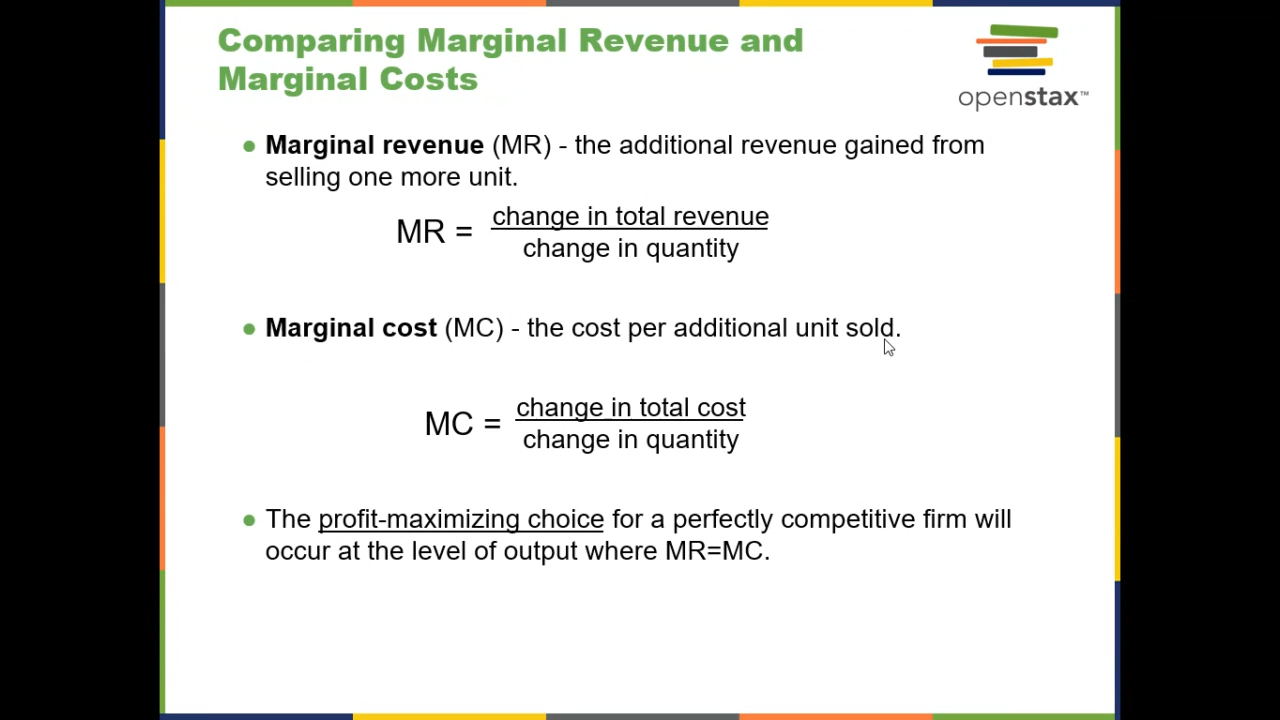 Comparing Marginal Revenue and
Marginal Costs
openstax™
• Marginal revenue (MR) - the additional revenue gained from
selling one more unit.
MR = change in total revenue
change in quantity
• Marginal cost (MC) - the cost per additional unit sold.
MC = change in total cost
change in quantity
• The profit-maximizing choice for a perfectly competitive firm will
occur at the level of output where MR=MC.